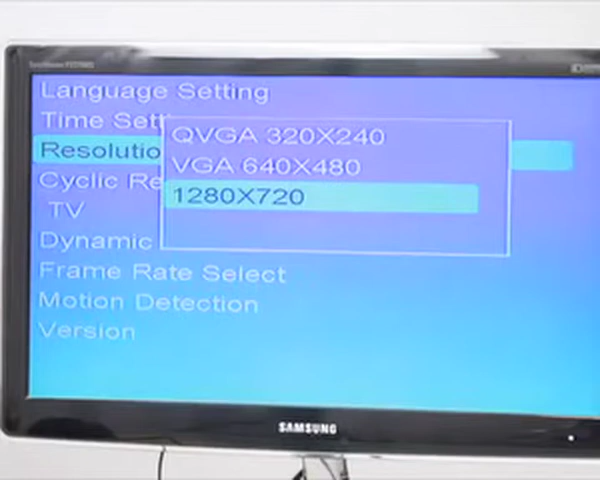 Language Setting
Time Sett
QVGA 320X240
Resolutio
VGA 640X480
Cyclic Re
1280X720
TV
Dynamic
Frame Rate Select
Motion Detection
Version
SAMSUNG